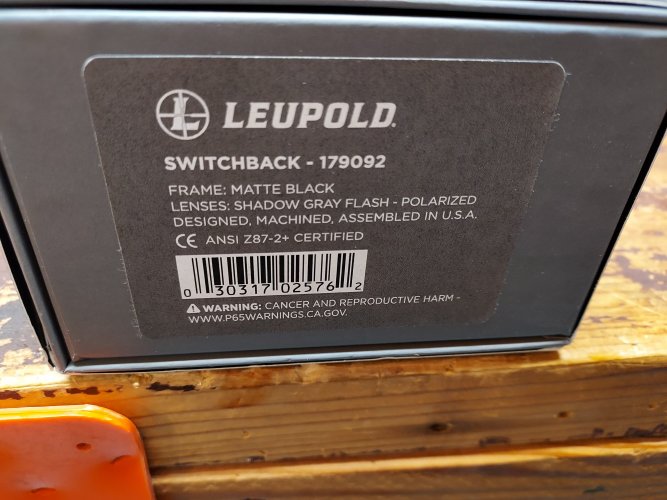 LEUPOLD
SWITCHBACK - 179092
FRAME: MATTE BLACK
LENSES: SHADOW GRAY FLASH - POLARIZED
DESIGNED, MACHINED, ASSEMBLED IN U.S.A.
CE ANSI Z87-2+ CERTIFIED
0 30317 02576 2
WARNING: CANCER AND REPRODUCTIVE HARM -
WWW.P65WARNINGS.CA.GOV.